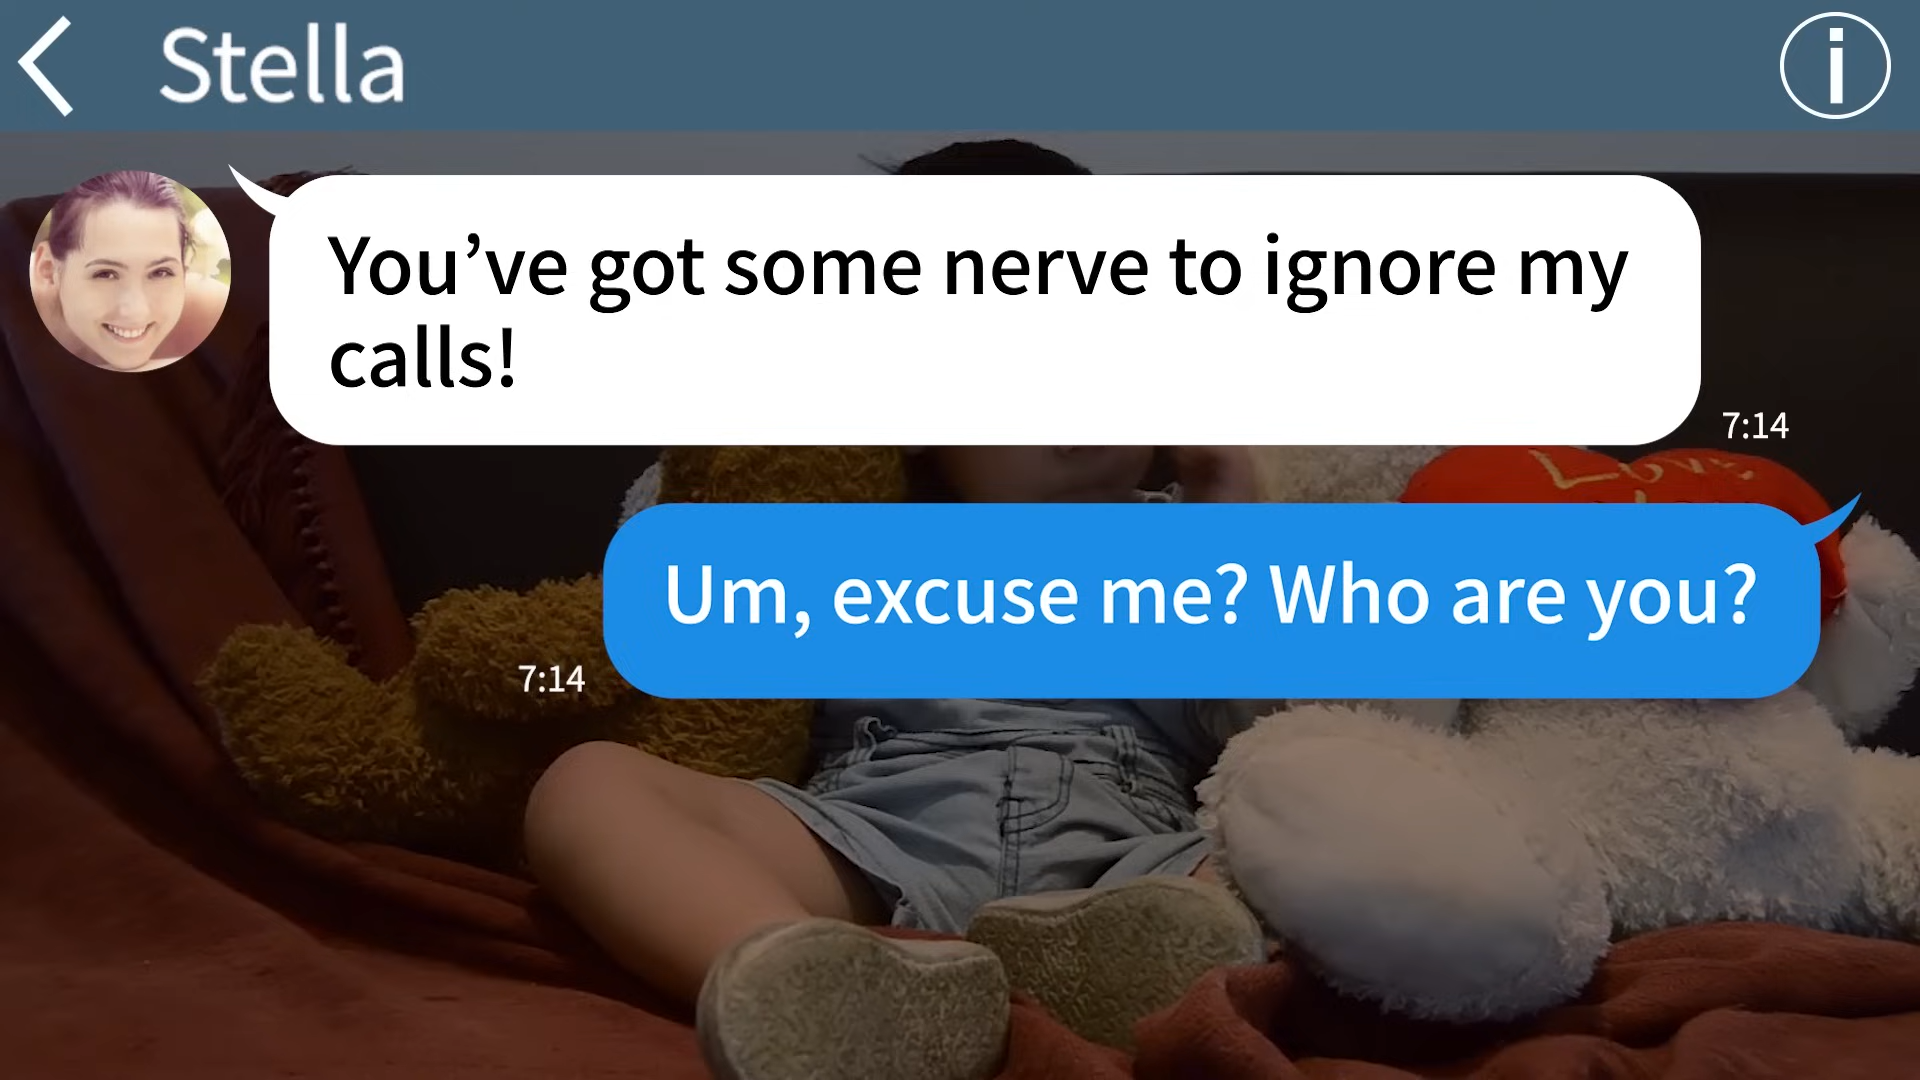 Stella
You’ve got some nerve to ignore my
calls!
7:14
Love
Um, excuse me? Who are you?
7:14